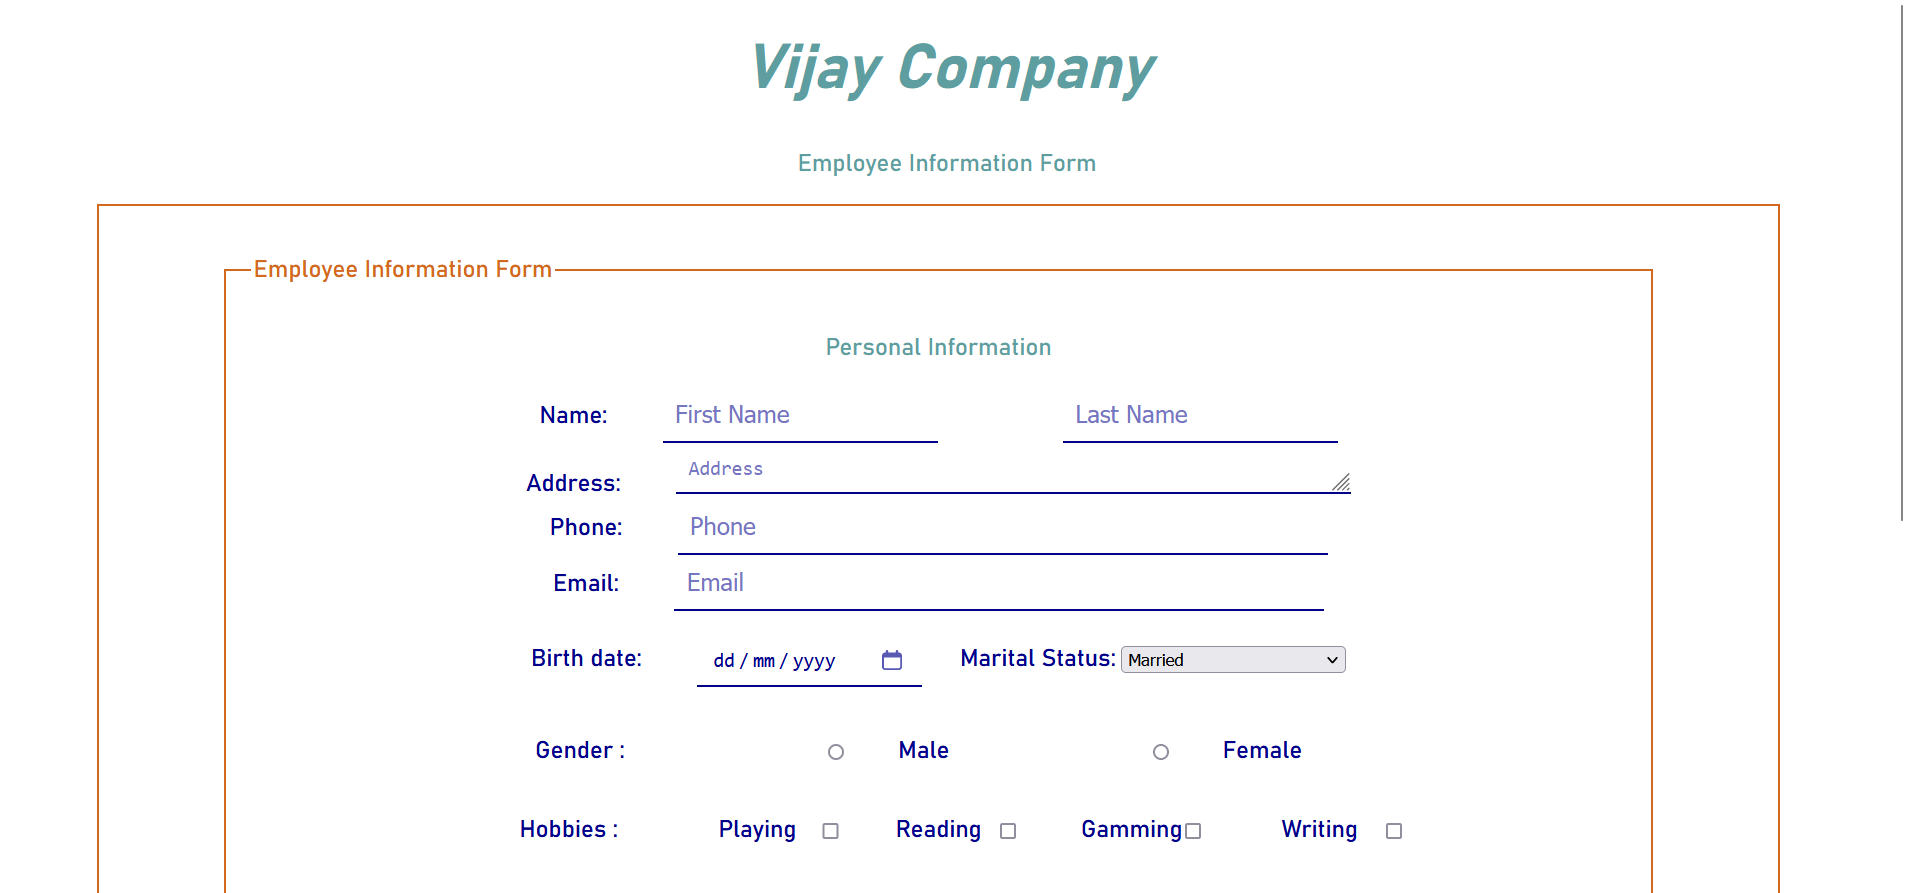 Vijay Company
Employee Information Form
Employee Information Form
Personal Information
Name: First Name Last Name
Address: Address
Phone: Phone
Email: Email
Birth date: dd / mm / yyyy Marital Status: Married
Gender : Male Female
Hobbies : Playing Reading Gamming Writing